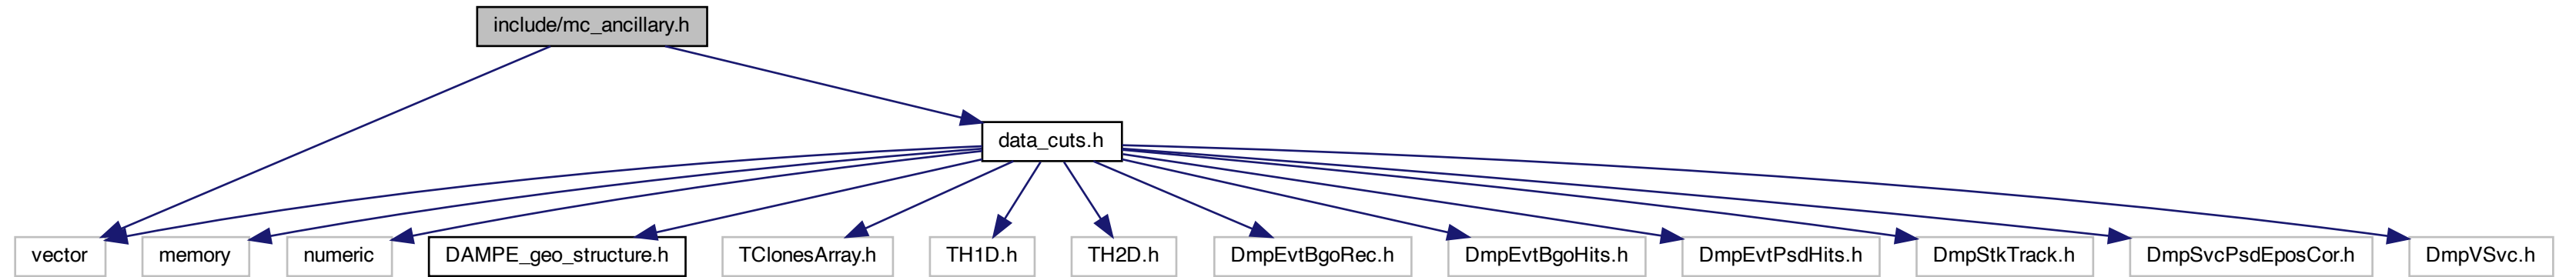 include/mc_ancillary.h
data_cuts.h
vector
memory
numeric
DAMPE_geo_structure.h
TClonesArray.h
TH1D.h
TH2D.h
DmpEvtBgoRec.h
DmpEvtBgoHits.h
DmpEvtPsdHits.h
DmpStkTrack.h
DmpSvcPsdEposCor.h
DmpVSvc.h